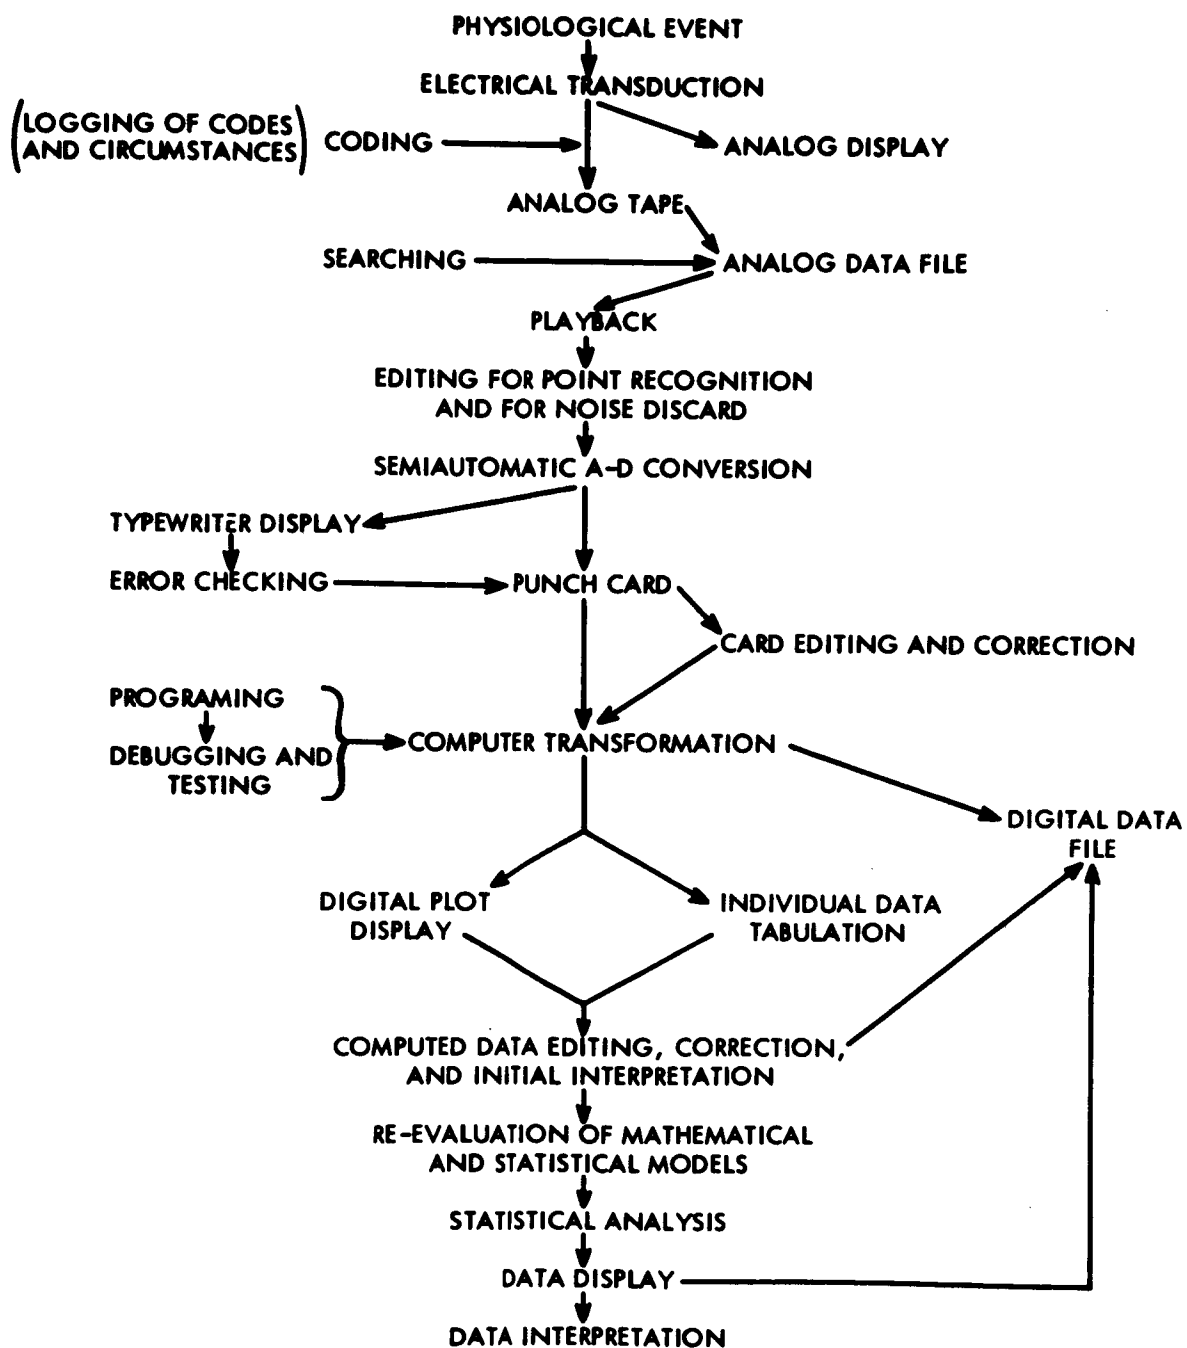 PHYSIOLOGICAL EVENT
ELECTRICAL TRANSDUCTION
(LOGGING OF CODES
AND CIRCUMSTANCES)
CODING
ANALOG DISPLAY
ANALOG TAPE
SEARCHING
ANALOG DATA FILE
PLAYBACK
EDITING FOR POINT RECOGNITION
AND FOR NOISE DISCARD
SEMIAUTOMATIC A-D CONVERSION
TYPEWRITER DISPLAY
ERROR CHECKING
PUNCH CARD
CARD EDITING AND CORRECTION
PROGRAMING
DEBUGGING AND
TESTING
COMPUTER TRANSFORMATION
DIGITAL DATA
FILE
DIGITAL PLOT
DISPLAY
INDIVIDUAL DATA
TABULATION
COMPUTED DATA EDITING, CORRECTION,
AND INITIAL INTERPRETATION
RE-EVALUATION OF MATHEMATICAL
AND STATISTICAL MODELS
STATISTICAL ANALYSIS
DATA DISPLAY
DATA INTERPRETATION